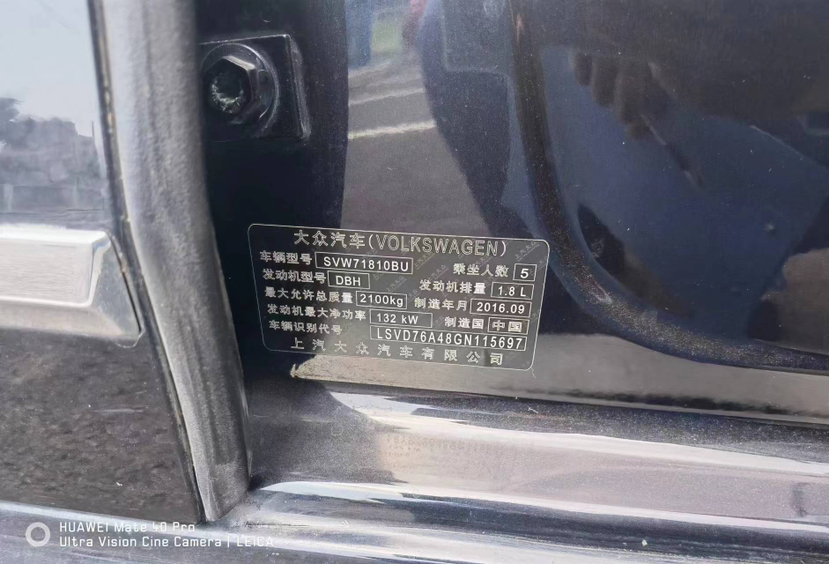 大众汽车(VOLKSWAGEN)
车辆型号 SVW71810BU 乘坐人数 5
发动机型号 DBH 发动机排量 1.8 L
最大允许总质量 2100kg 制造年月 2016.09
发动机最大净功率 132 kW 制造国 中国
车辆识别代号 LSVD76A48GN115697
上汽大众汽车有限公司
HUAWEI Mate 40 Pro
Ultra Vision Cine Camera | LEICA